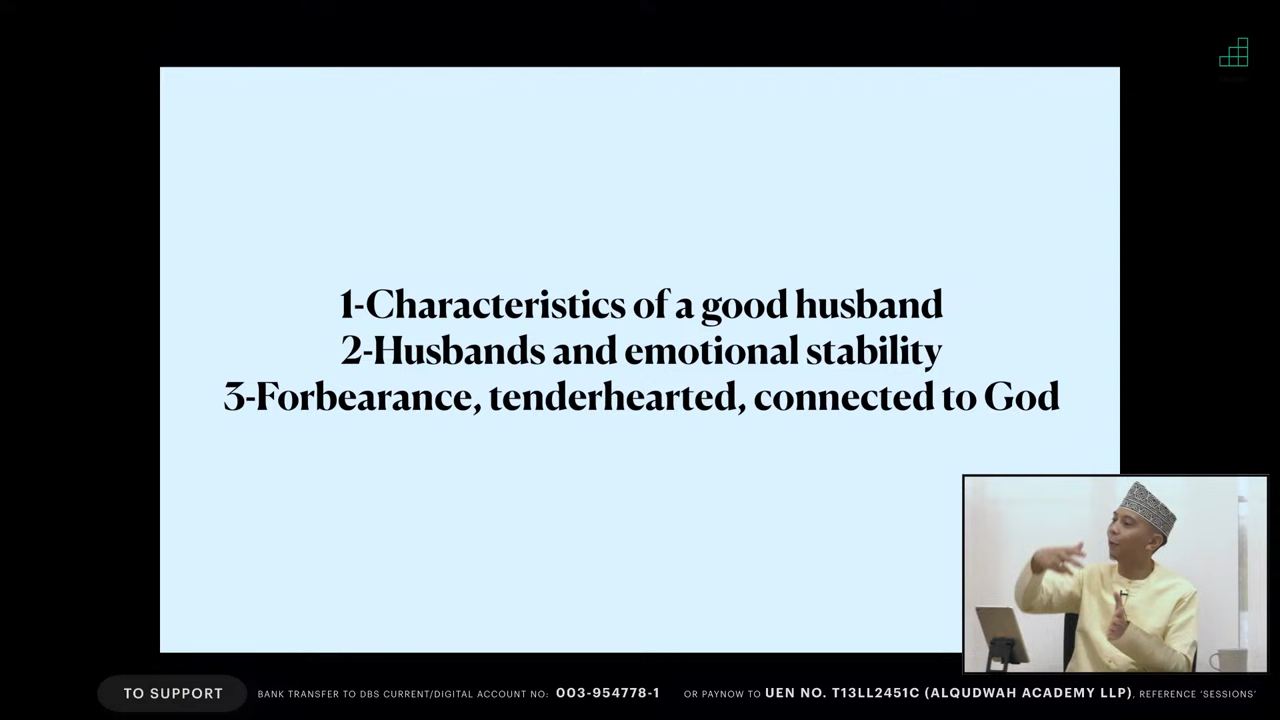 1-Characteristics of a good husband
2-Husbands and emotional stability
3-Forbearance, tenderhearted, connected to God
TO SUPPORT BANK TRANSFER TO DBS CURRENT/DIGITAL ACCOUNT NO: 003-954778-1 OR PAYNOW TO UEN NO. T13LL2451C (ALQUDWAH ACADEMY LLP), REFERENCE 'SESSIONS'